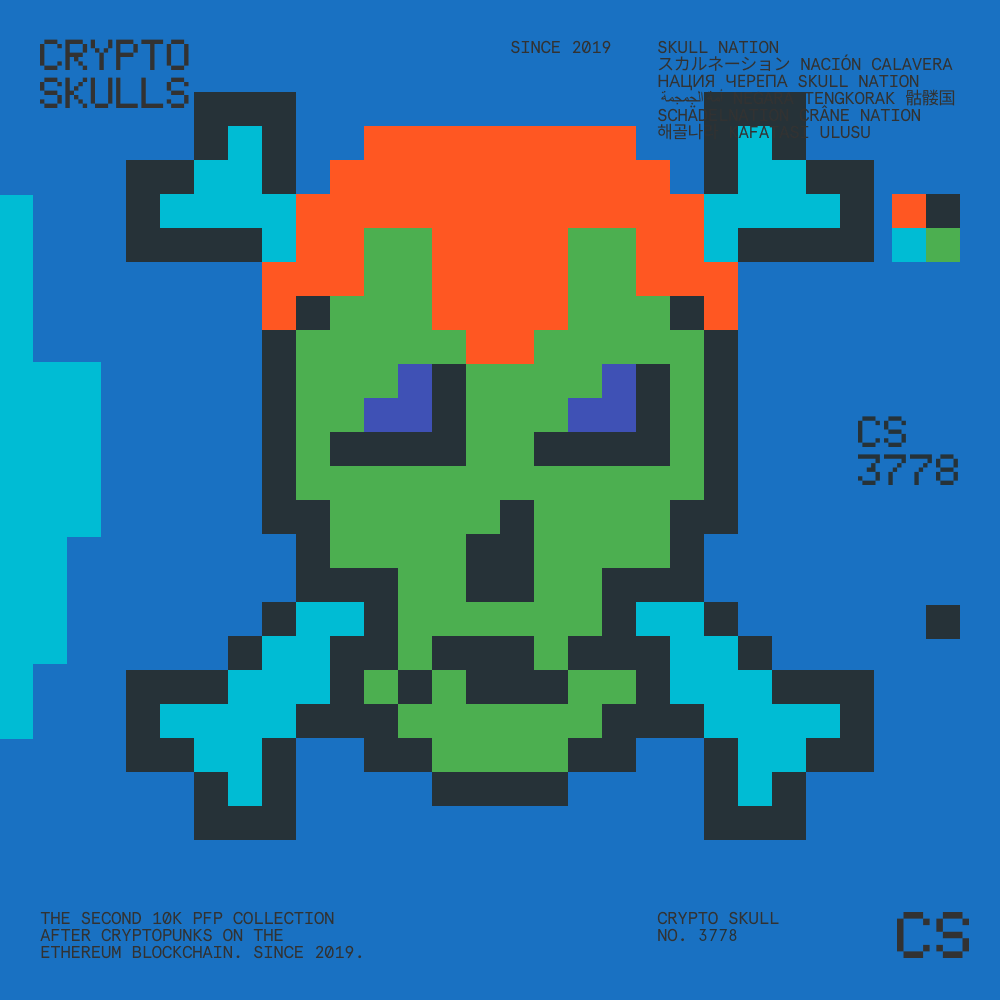 CRYPTO
SKULLS
SINCE 2019
SKULL NATION
スカルネーション NACIÓN CALAVERA
НАЦИЯ ЧЕРЕПА SKULL NATION
TENGKORAK 骷髅国
CRÂNE NATION
ULUSU
CS
3778
THE SECOND 10K PFP COLLECTION
AFTER CRYPTOPUNKS ON THE
ETHEREUM BLOCKCHAIN. SINCE 2019.
CRYPTO SKULL
NO. 3778
CS